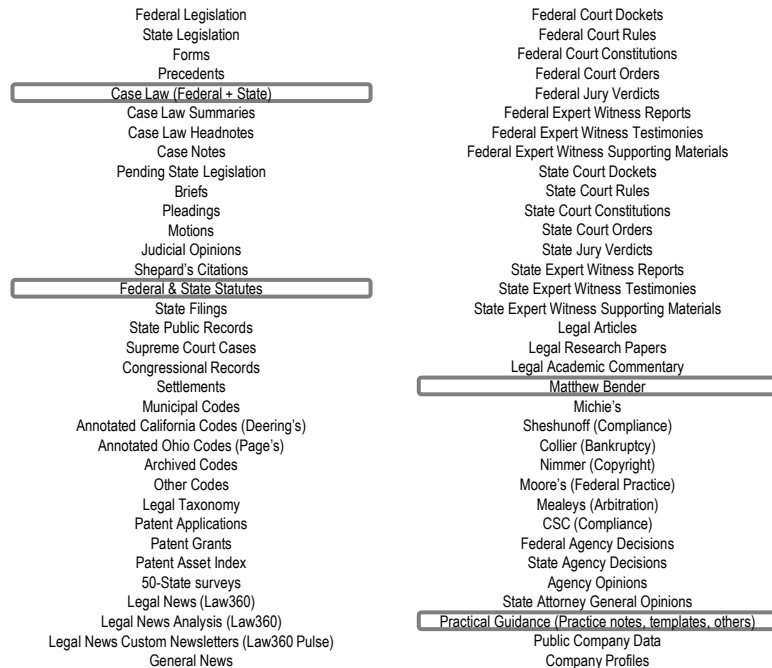 Federal Legislation
State Legislation
Forms
Precedents
Case Law (Federal + State)
Case Law Summaries
Case Law Headnotes
Case Notes
Pending State Legislation
Briefs
Pleadings
Motions
Judicial Opinions
Shepard's Citations
Federal & State Statutes
State Filings
State Public Records
Supreme Court Cases
Congressional Records
Settlements
Municipal Codes
Annotated California Codes (Deering's)
Annotated Ohio Codes (Page's)
Archived Codes
Other Codes
Legal Taxonomy
Patent Applications
Patent Grants
Patent Asset Index
50-State surveys
Legal News (Law360)
Legal News Analysis (Law360)
Legal News Custom Newsletters (Law360 Pulse)
General News
Federal Court Dockets
Federal Court Rules
Federal Court Constitutions
Federal Court Orders
Federal Jury Verdicts
Federal Expert Witness Reports
Federal Expert Witness Testimonies
Federal Expert Witness Supporting Materials
State Court Dockets
State Court Rules
State Court Constitutions
State Court Orders
State Jury Verdicts
State Expert Witness Reports
State Expert Witness Testimonies
State Expert Witness Supporting Materials
Legal Articles
Legal Research Papers
Legal Academic Commentary
Matthew Bender
Michie's
Sheshunoff (Compliance)
Collier (Bankruptcy)
Nimmer (Copyright)
Moore's (Federal Practice)
Mealeys (Arbitration)
CSC (Compliance)
Federal Agency Decisions
State Agency Decisions
Agency Opinions
State Attorney General Opinions
Practical Guidance (Practice notes, templates, others)
Public Company Data
Company Profiles